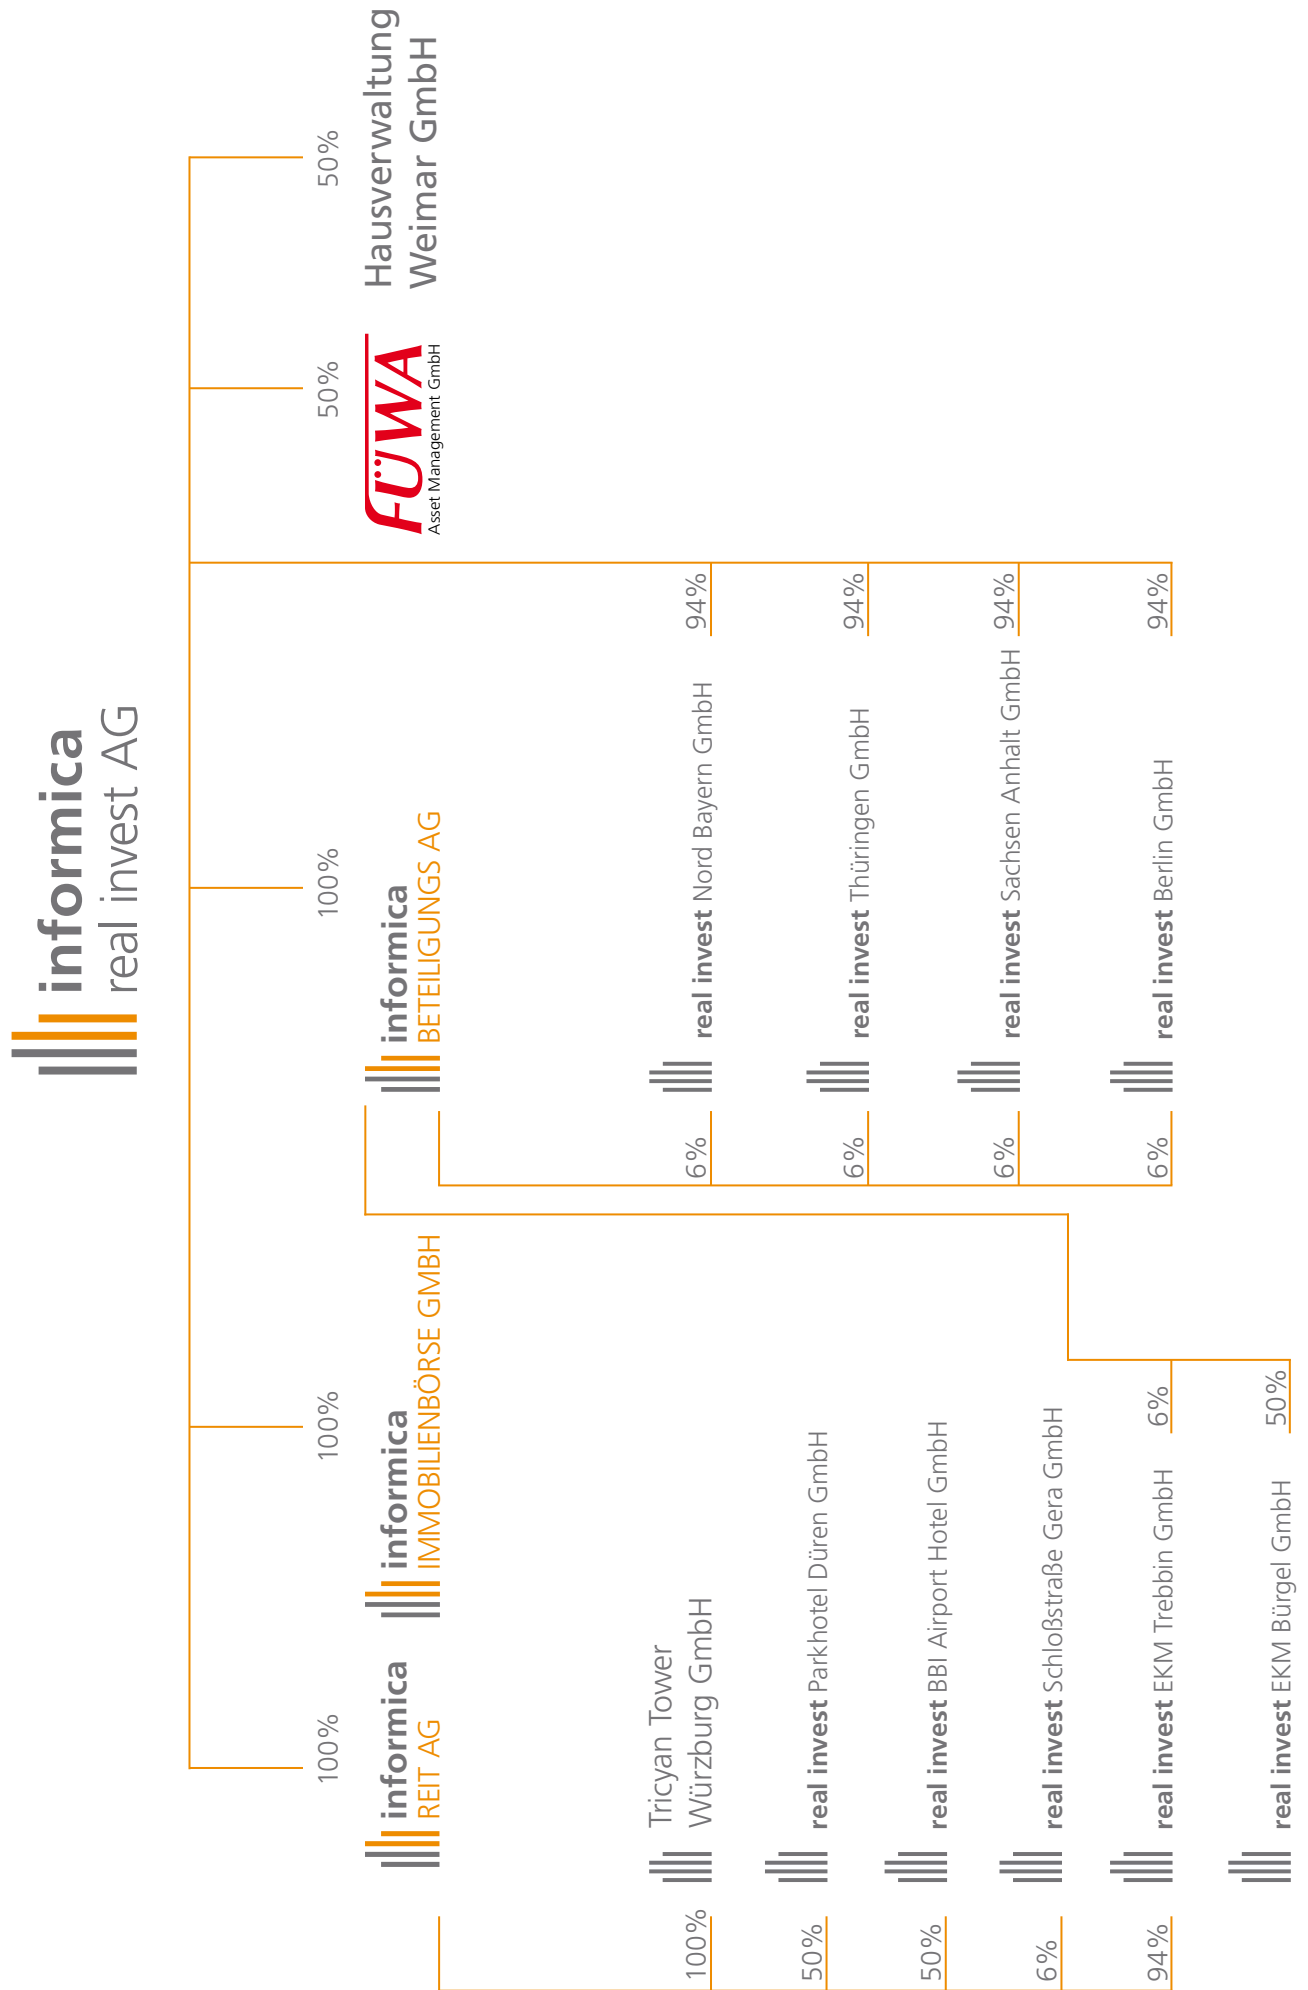 informica
real invest AG
100%
100%
100%
50%
50%
informica
REIT AG
informica
IMMOBILIENBÖRSE GMBH
informica
BETEILIGUNGS AG
FÜWA
Asset Management GmbH
Hausverwaltung
Weimar GmbH
100%
Tricyan Tower
Würzburg GmbH
6%
real invest Nord Bayern GmbH
94%
50%
real invest Parkhotel Düren GmbH
6%
real invest Thüringen GmbH
94%
50%
real invest BBI Airport Hotel GmbH
6%
real invest Sachsen Anhalt GmbH
94%
6%
real invest Schloßstraße Gera GmbH
94%
real invest EKM Trebbin GmbH
6%
6%
real invest Berlin GmbH
94%
real invest EKM Bürgel GmbH
50%